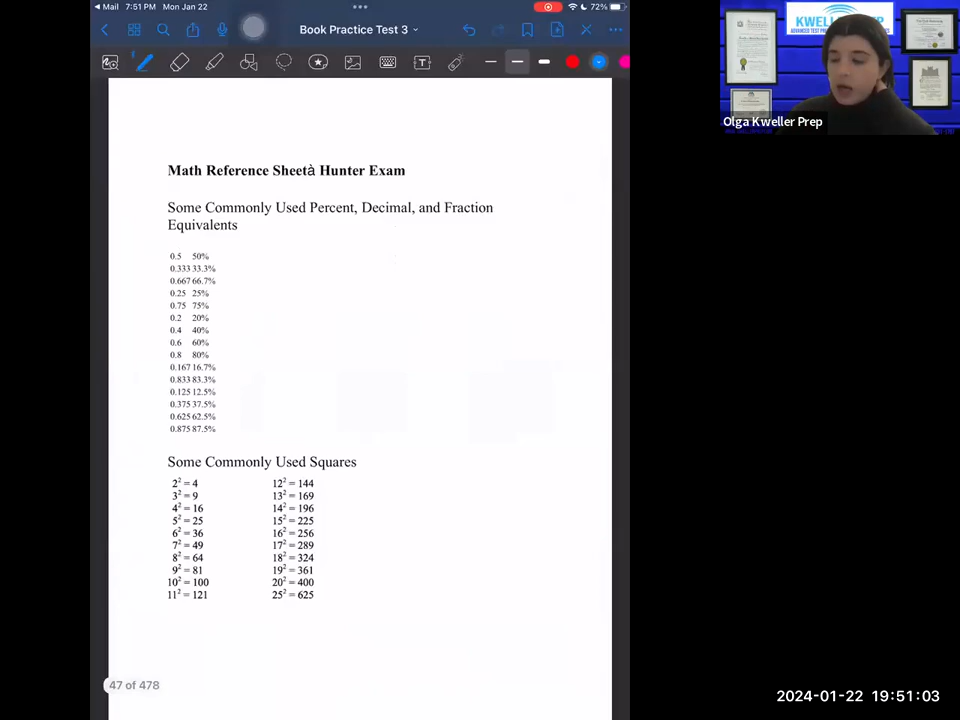 Mail 7:51 PM Mon Jan 22
72%
Book Practice Test 3
T
KWELLER PREP
Olga Kweller Prep
Math Reference Sheetà Hunter Exam
Some Commonly Used Percent, Decimal, and Fraction
Equivalents
0.5 50%
0.333 33.3%
0.667 66.7%
0.25 25%
0.75 75%
0.2 20%
0.4 40%
0.6 60%
0.8 80%
0.167 16.7%
0.833 83.3%
0.125 12.5%
0.375 37.5%
0.625 62.5%
0.875 87.5%
Some Commonly Used Squares
2² = 4 12² = 144
3² = 9 13² = 169
4² = 16 14² = 196
5² = 25 15² = 225
6² = 36 16² = 256
7² = 49 17² = 289
8² = 64 18² = 324
9² = 81 19² = 361
10² = 100 20² = 400
11² = 121 25² = 625
47 of 478
2024-01-22 19:51:03